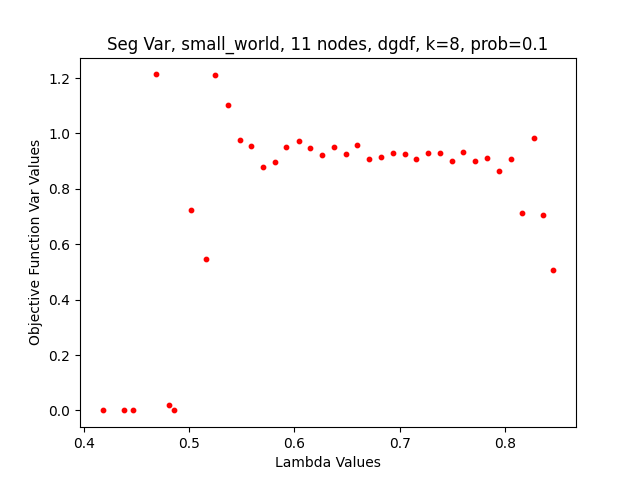 Seg Var, small_world, 11 nodes, dgdf, k=8, prob=0.1
Objective Function Var Values
1.2
1.0
0.8
0.6
0.4
0.2
0.0
0.4 0.5 0.6 0.7 0.8
Lambda Values